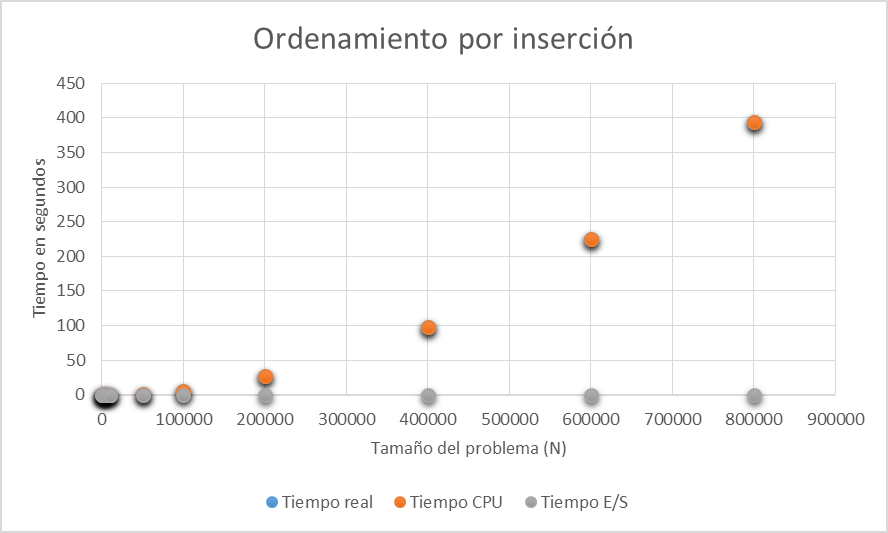 Ordenamiento por inserción
450
400
350
300
250
200
150
100
50
0
Tiempo en segundos
0 100000 200000 300000 400000 500000 600000 700000 800000 900000
Tamaño del problema (N)
Tiempo real Tiempo CPU Tiempo E/S